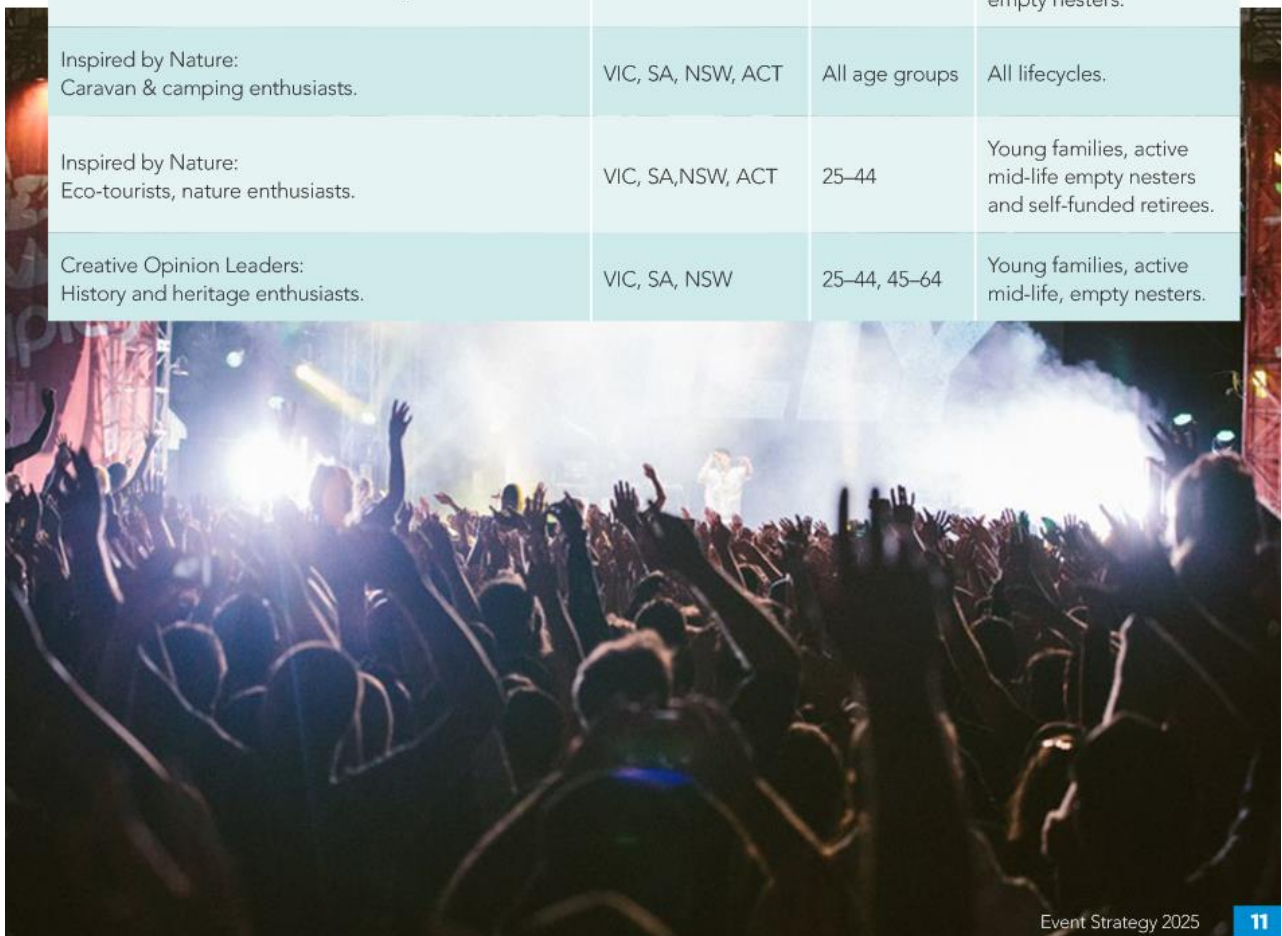 empty nesters.
Inspired by Nature:
Caravan & camping enthusiasts.
VIC, SA, NSW, ACT
All age groups
All lifecycles.
Inspired by Nature:
Eco-tourists, nature enthusiasts.
VIC, SA,NSW, ACT
25–44
Young families, active
mid-life empty nesters
and self-funded retirees.
Creative Opinion Leaders:
History and heritage enthusiasts.
VIC, SA, NSW
25–44, 45–64
Young families, active
mid-life, empty nesters.
Event Strategy 2025
11